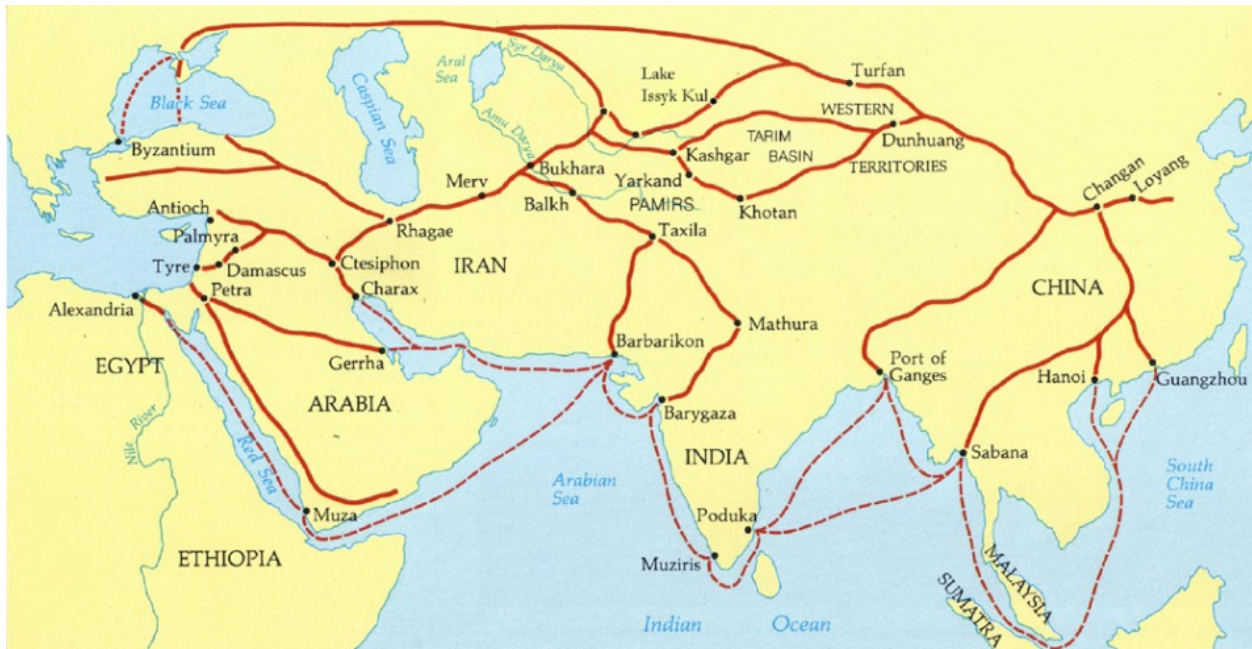 Syr Darya
Aral
Sea
Lake
Issyk Kul
Turfan
Black Sea
Caspian Sea
Amu Darya
WESTERN
Byzantium
TARIM
BASIN
Dunhuang
Bukhara
Kashgar
TERRITORIES
Merv
Yarkand
Changan
Loyang
Antioch
Balkh
PAMIRS
Khotan
Palmyra
Rhagae
Taxila
Tyre
Damascus
Ctesiphon
IRAN
Petra
Charax
CHINA
Alexandria
Mathura
EGYPT
Gerrha
Barbarikon
Port of
Ganges
Hanoi
Guangzhou
ARABIA
Barygaza
Nile River
Red Sea
INDIA
Sabana
Arabian
Sea
South
China
Sea
Muza
Poduka
ETHIOPIA
Muziris
MALAYSIA
SUMATRA
Indian Ocean